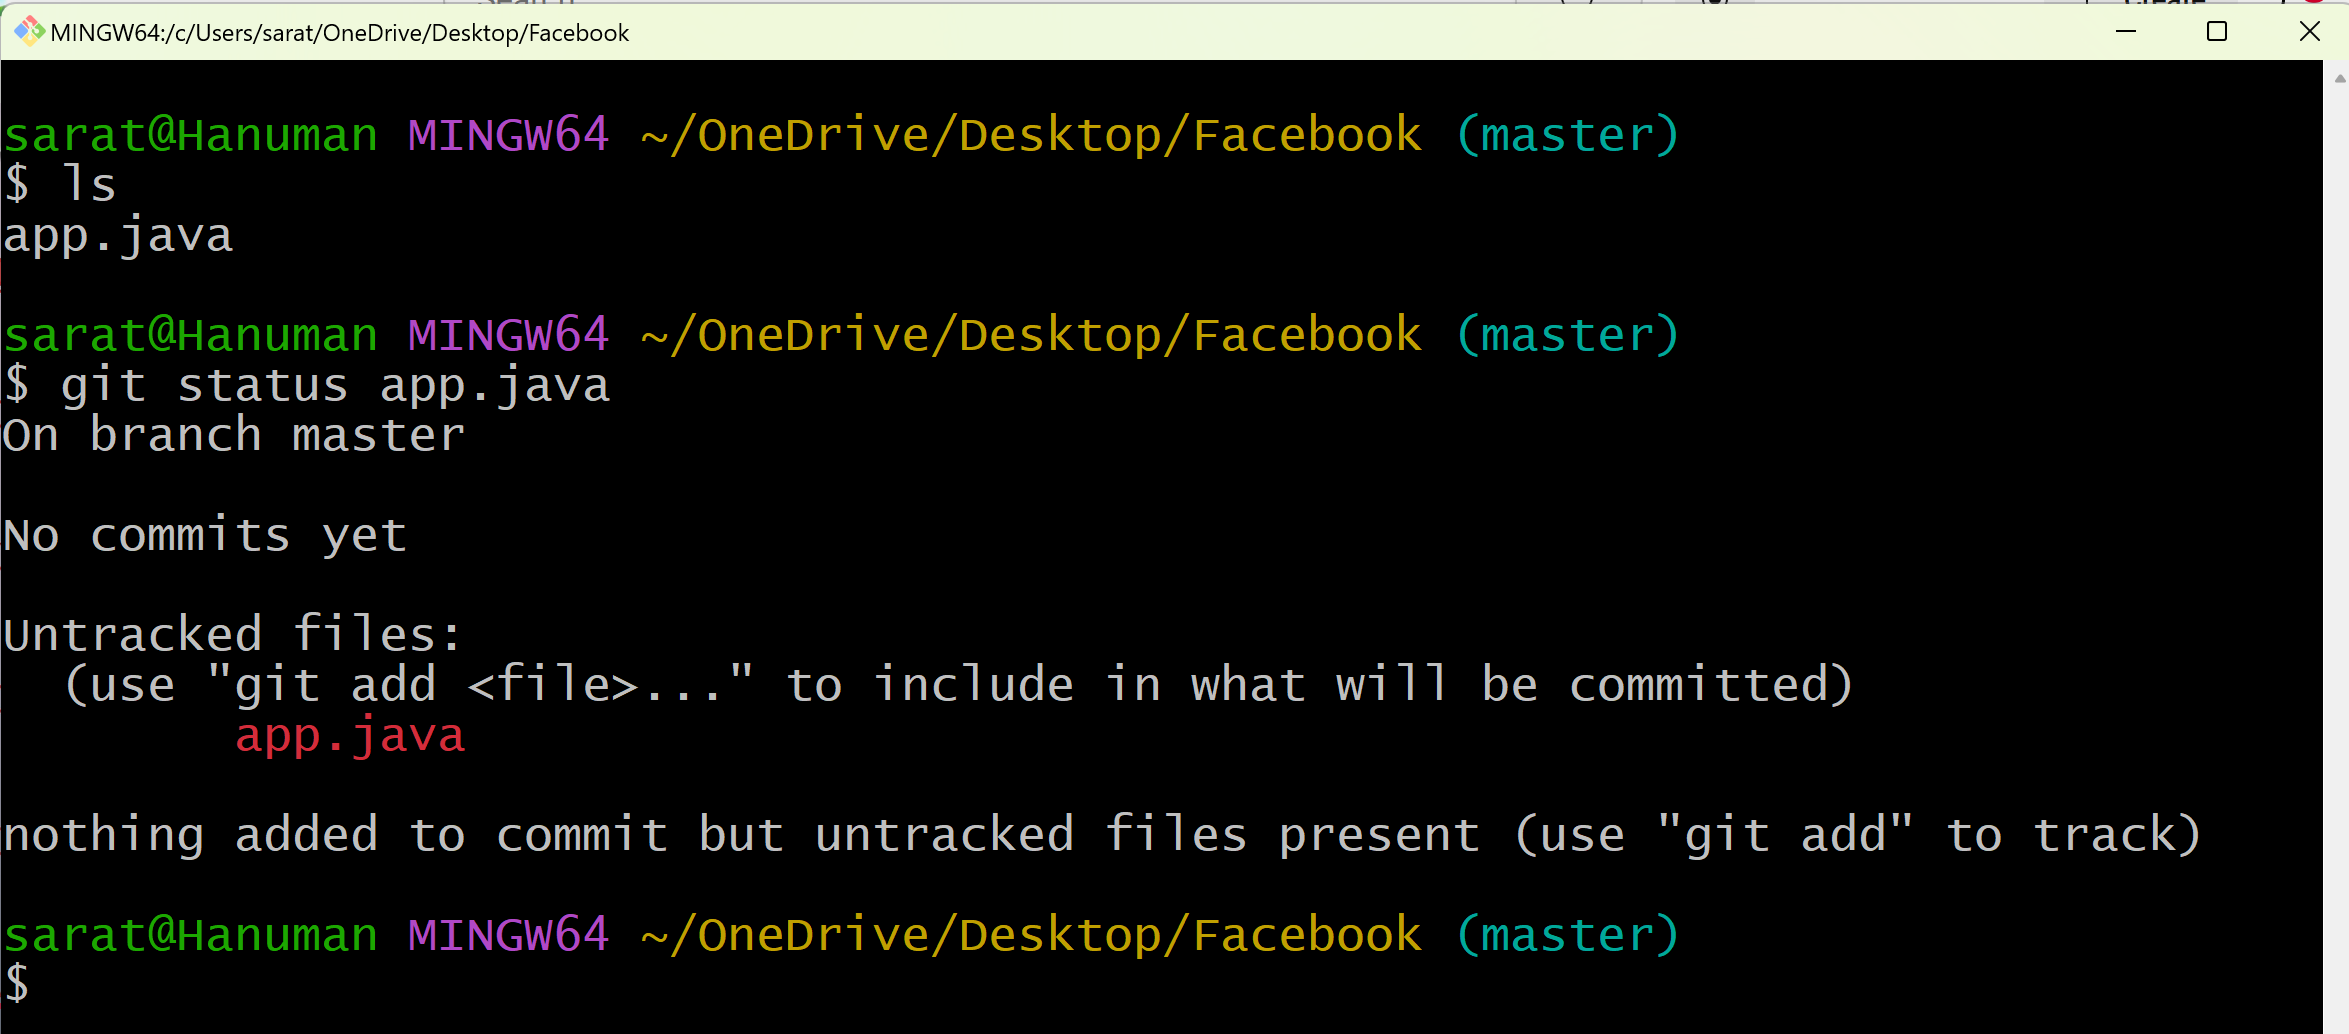 MINGW64:/c/Users/sarat/OneDrive/Desktop/Facebook
sarat@Hanuman MINGW64 ~/OneDrive/Desktop/Facebook (master)
$ ls
app.java
sarat@Hanuman MINGW64 ~/OneDrive/Desktop/Facebook (master)
$ git status app.java
On branch master
No commits yet
Untracked files:
  (use "git add <file>..." to include in what will be committed)
        app.java
nothing added to commit but untracked files present (use "git add" to track)
sarat@Hanuman MINGW64 ~/OneDrive/Desktop/Facebook (master)
$